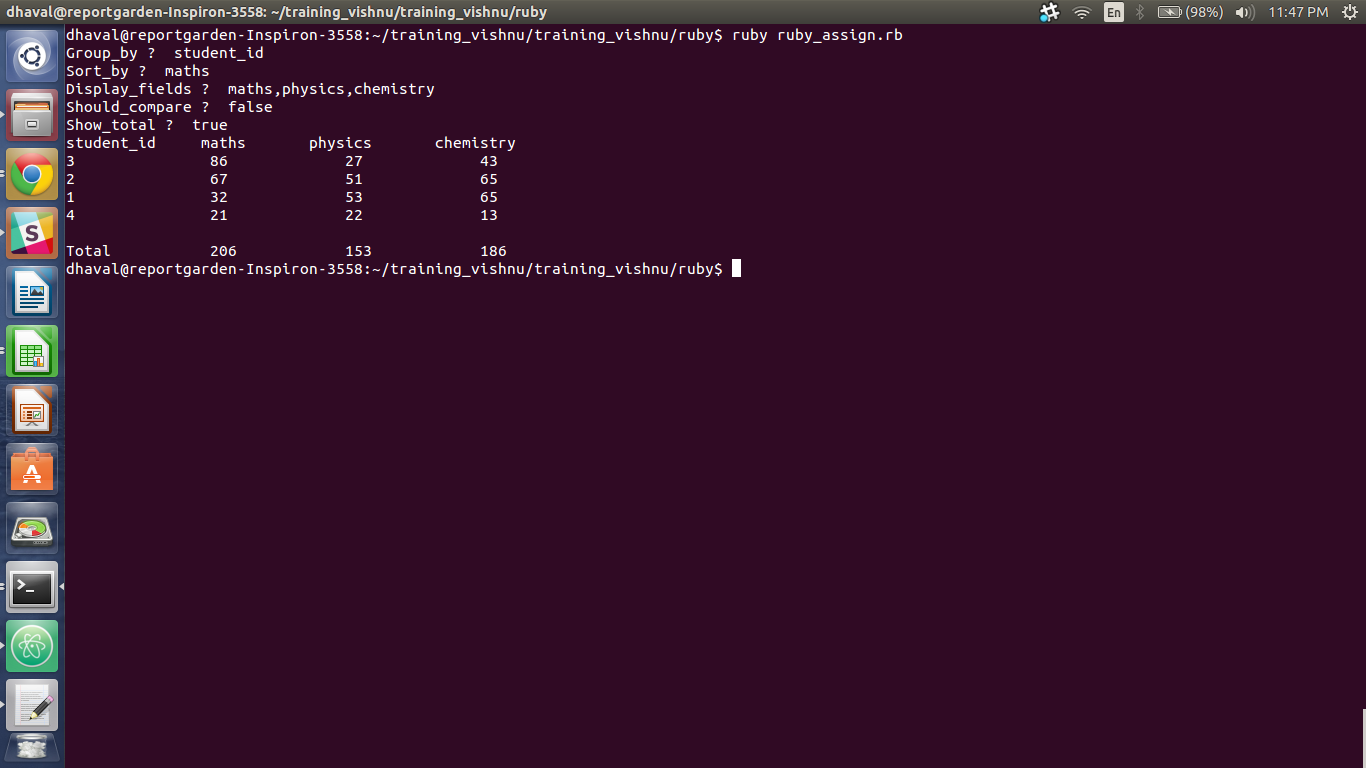 dhaval@reportgarden-Inspiron-3558: ~/training_vishnu/training_vishnu/ruby En (98%) 11:47 PM
dhaval@reportgarden-Inspiron-3558:~/training_vishnu/training_vishnu/ruby$ ruby ruby_assign.rb
Group_by ?  student_id
Sort_by ?  maths
Display_fields ?  maths,physics,chemistry
Should_compare ?  false
Show_total ?  true
student_id     maths       physics       chemistry
3               86             27             43
2               67             51             65
1               32             53             65
4               21             22             13
Total           206            153            186
dhaval@reportgarden-Inspiron-3558:~/training_vishnu/training_vishnu/ruby$